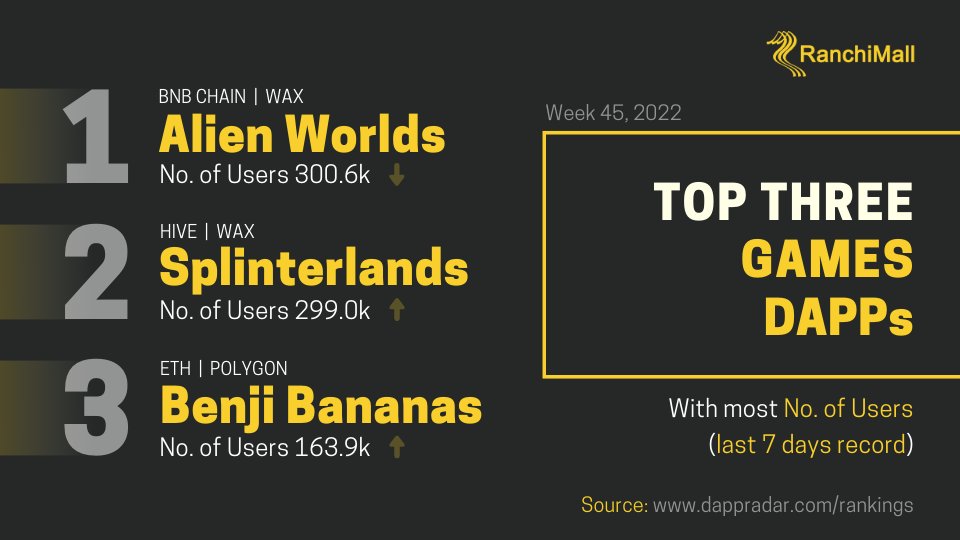 1
BNB CHAIN | WAX
Alien Worlds
No. of Users 300.6k
2
HIVE | WAX
Splinterlands
No. of Users 299.0k
3
ETH | POLYGON
Benji Bananas
No. of Users 163.9k
RanchiMall
Week 45, 2022
TOP THREE
GAMES
DAPPs
With most No. of Users
(last 7 days record)
Source: www.dappradar.com/rankings